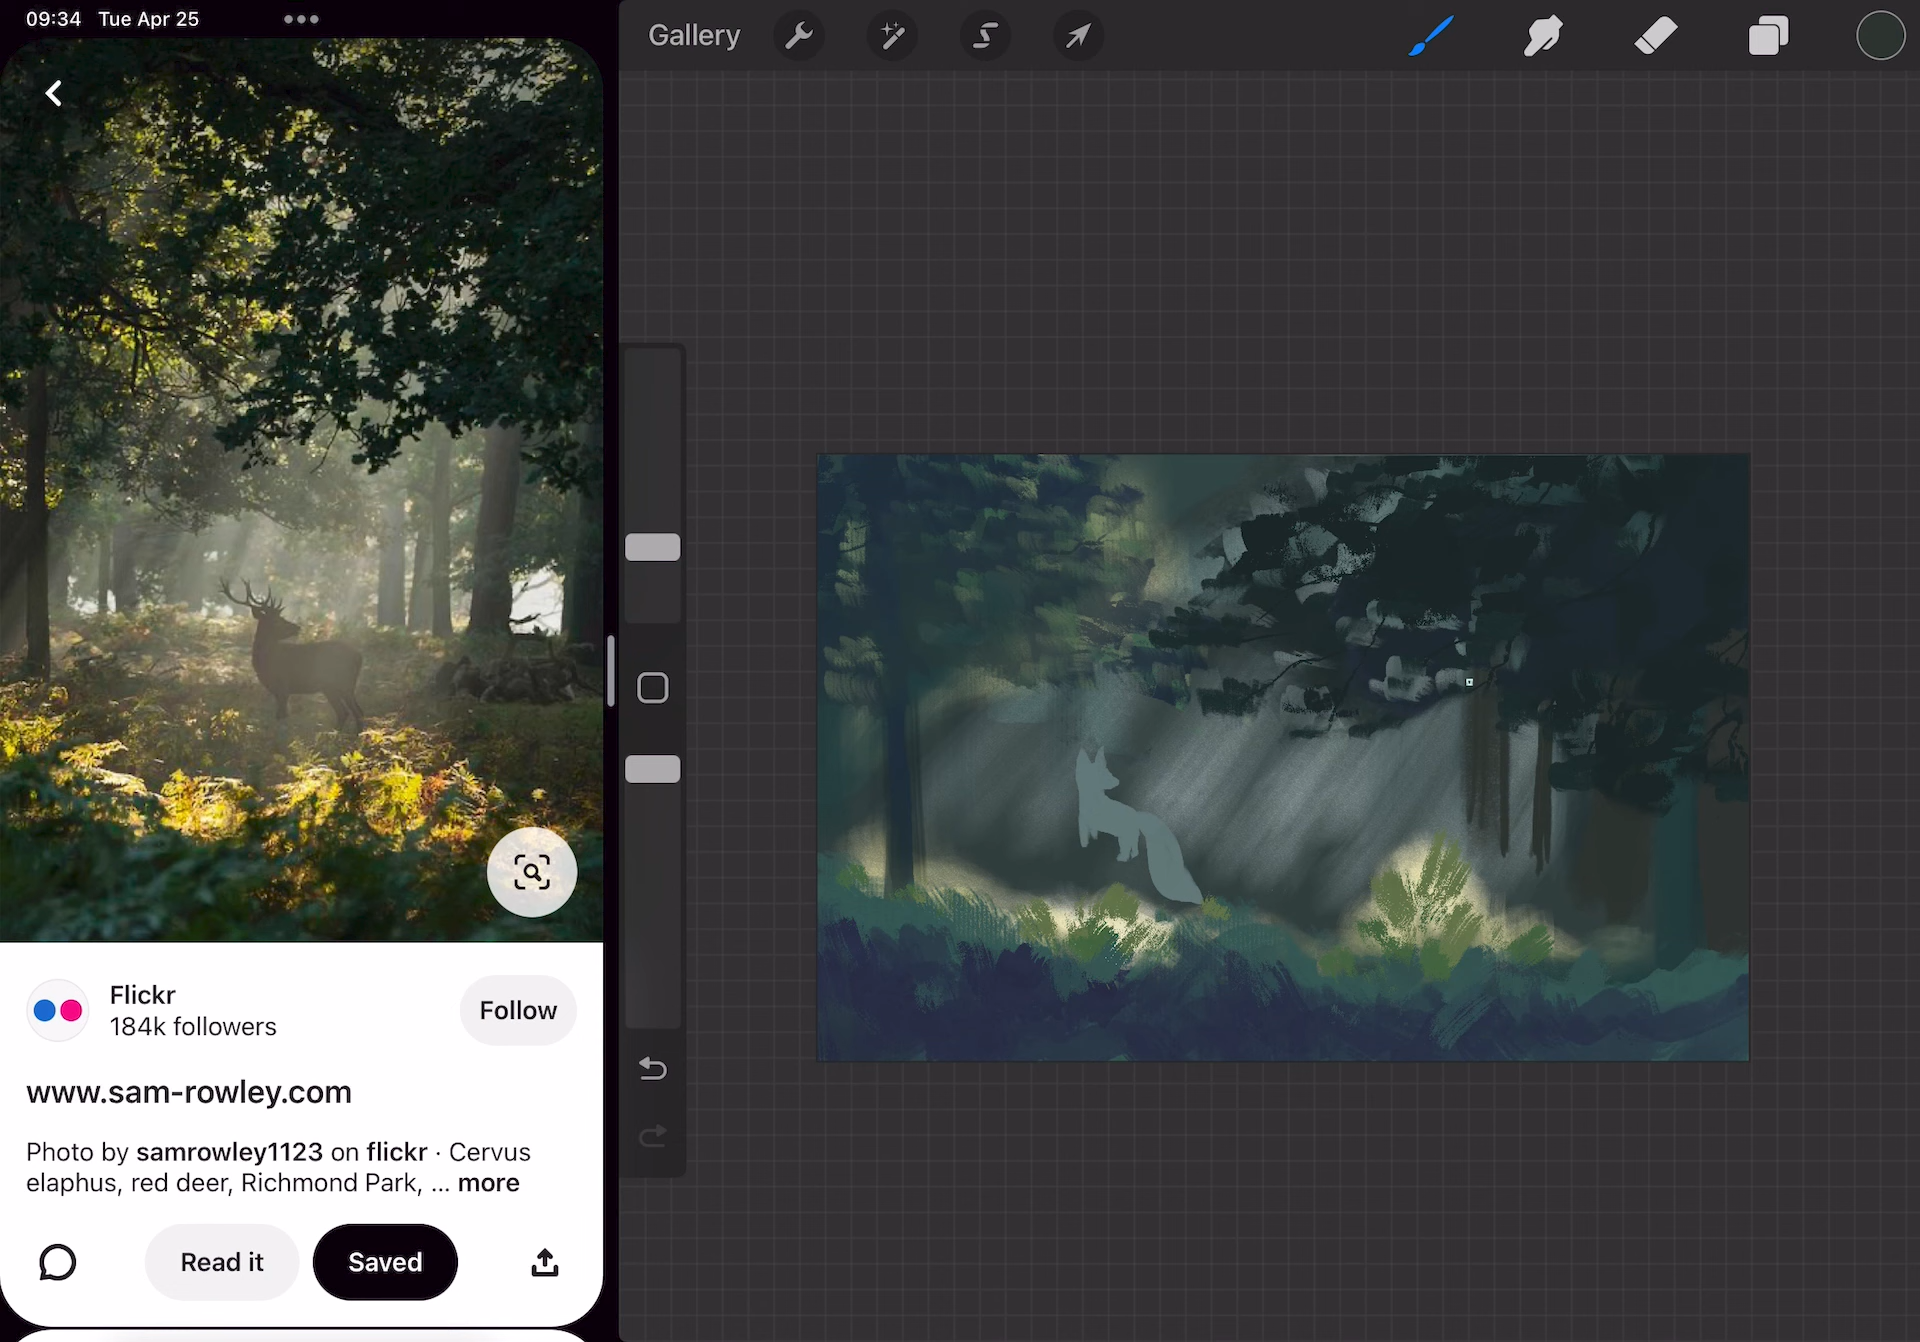 09:34 Tue Apr 25
Gallery
Flickr
184k followers
Follow
www.sam-rowley.com
Photo by samrowley1123 on flickr · Cervus
elaphus, red deer, Richmond Park, ... more
Read it
Saved